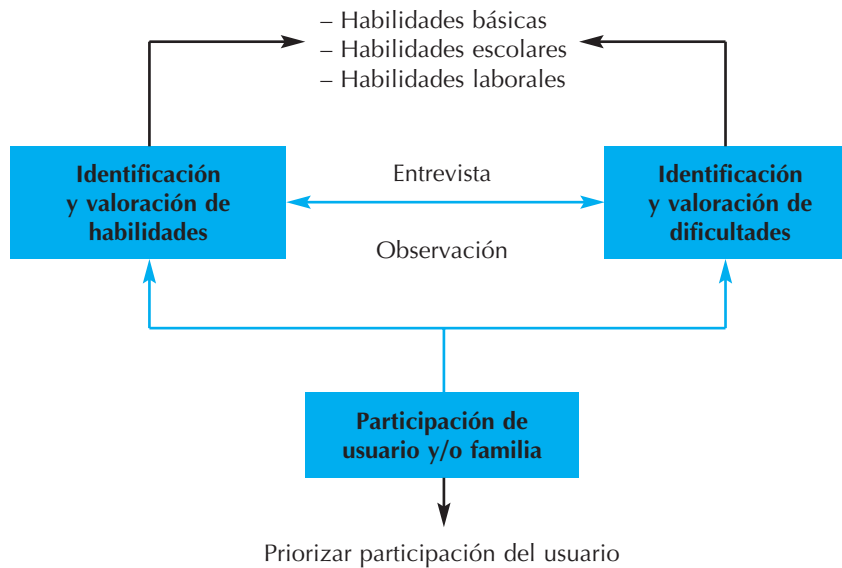 – Habilidades básicas
– Habilidades escolares
– Habilidades laborales
Identificación
y valoración de
habilidades
Entrevista
Observación
Identificación
y valoración de
dificultades
Participación de
usuario y/o familia
Priorizar participación del usuario